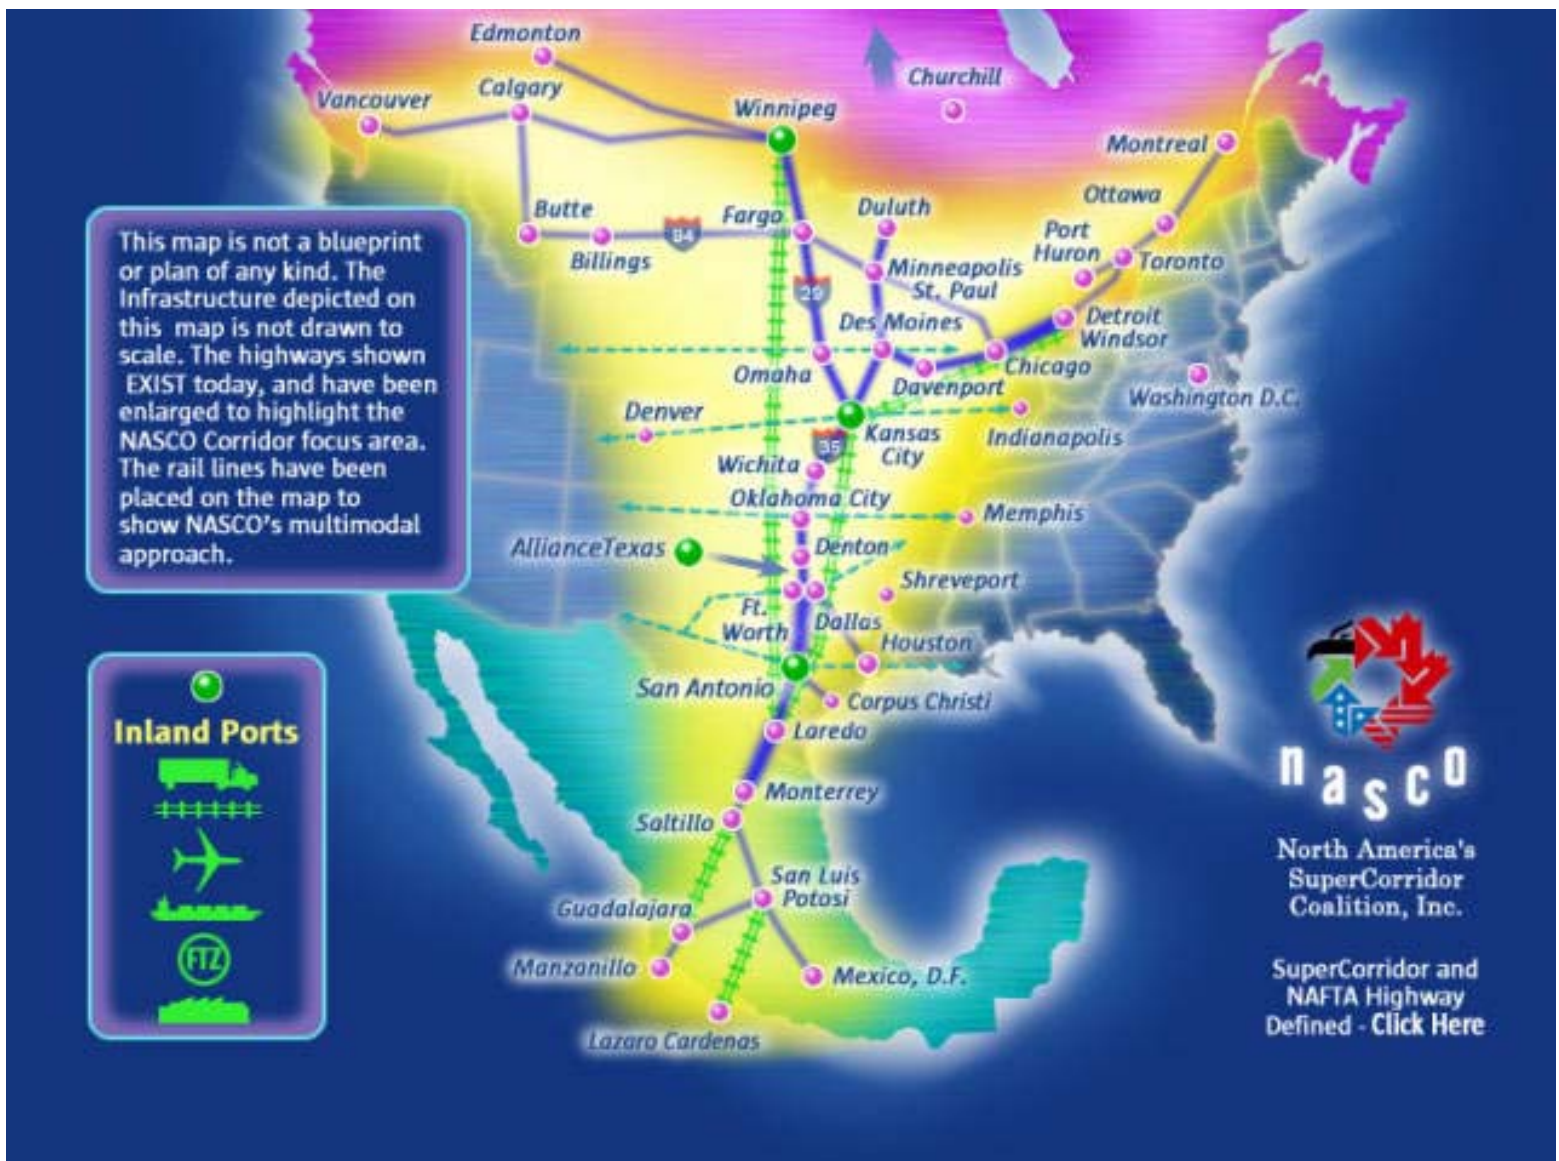 Edmonton
Churchill
Calgary
Vancouver
Winnipeg
Montreal
Ottawa
Butte
Fargo
Duluth
Port
Huron
Toronto
94
Billings
Minneapolis
St. Paul
29
Des Moines
Detroit
Windsor
Omaha
Chicago
Davenport
Washington D.C.
Denver
Kansas
City
Indianapolis
35
Wichita
Oklahoma City
Memphis
AllianceTexas
Denton
Shreveport
Ft.
Worth
Dallas
Houston
San Antonio
Corpus Christi
Laredo
Monterrey
Saltillo
San Luis
Potosi
Guadalajara
Manzanillo
Mexico, D.F.
Lazaro Cardenas
This map is not a blueprint
or plan of any kind. The
Infrastructure depicted on
this map is not drawn to
scale. The highways shown
EXIST today, and have been
enlarged to highlight the
NASCO Corridor focus area.
The rail lines have been
placed on the map to
show NASCO's multimodal
approach.
Inland Ports
FTZ
nasco
North America's
SuperCorridor
Coalition, Inc.
SuperCorridor and
NAFTA Highway
Defined - Click Here